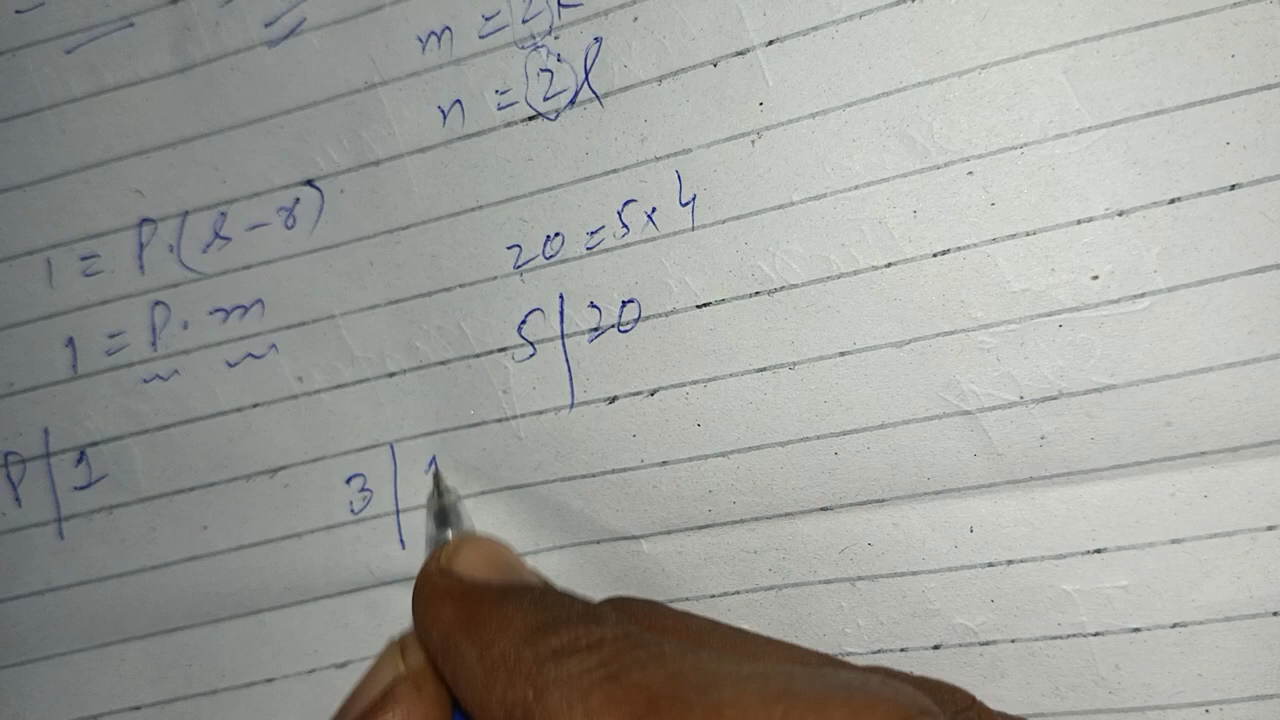 m = 2k
n = 2l
1 = P.(s-r)
20 = 5 x 4
1 = P. m
5|20
P|1
3|1